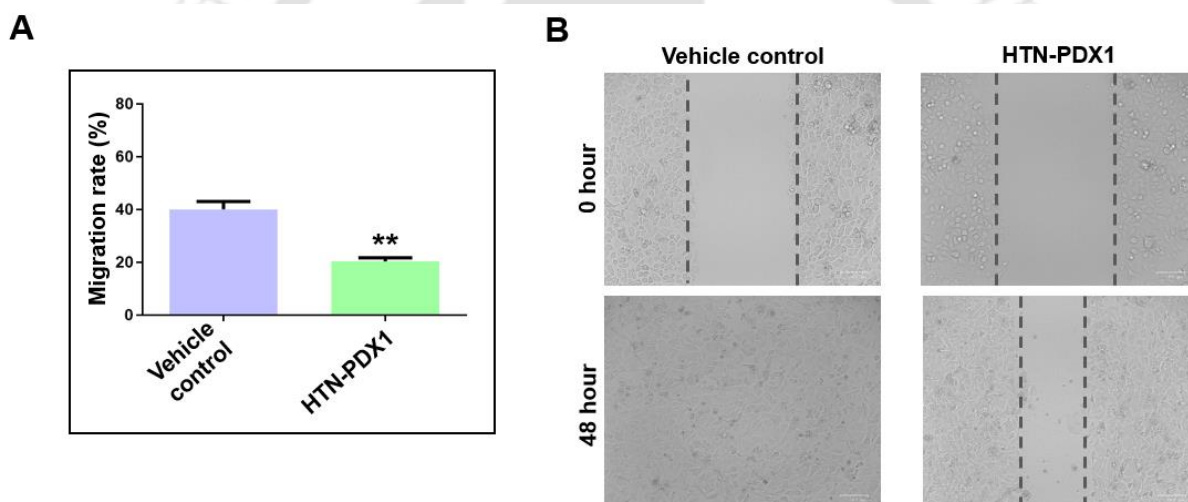 A
Migration rate (%)
80
60
40
20
0
**
Vehicle
control
HTN-PDX1
B
Vehicle control
HTN-PDX1
0 hour
48 hour